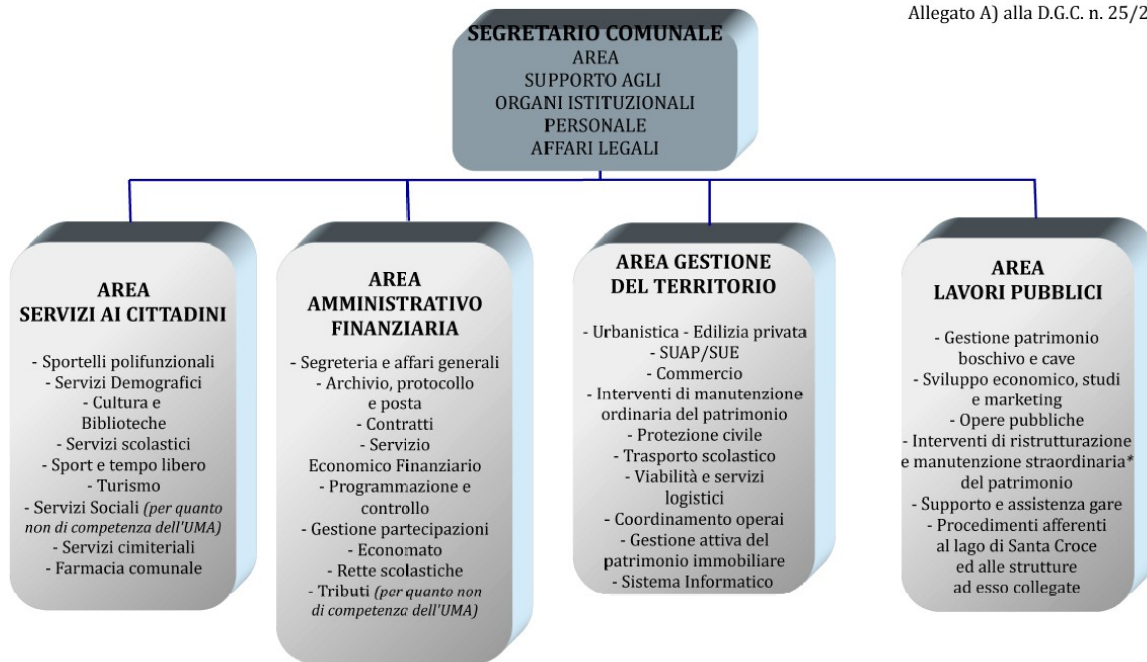 Allegato A) alla D.G.C. n. 25/2
SEGRETARIO COMUNALE
AREA
SUPPORTO AGLI
ORGANI ISTITUZIONALI
PERSONALE
AFFARI LEGALI
AREA
SERVIZI AI CITTADINI
- Sportelli polifunzionali
- Servizi Demografici
- Cultura e
Biblioteche
- Servizi scolastici
- Sport e tempo libero
- Turismo
- Servizi Sociali (per quanto
non di competenza dell'UMA)
- Servizi cimiteriali
- Farmacia comunale
AREA
AMMINISTRATIVO
FINANZIARIA
- Segreteria e affari generali
- Archivio, protocollo
e posta
- Contratti
- Servizio
Economico Finanziario
- Programmazione e
controllo
- Gestione partecipazioni
- Economato
- Rette scolastiche
- Tributi (per quanto non
di competenza dell'UMA)
AREA GESTIONE
DEL TERRITORIO
- Urbanistica - Edilizia privata
- SUAP/SUE
- Commercio
- Interventi di manutenzione
ordinaria del patrimonio
- Protezione civile
- Trasporto scolastico
- Viabilità e servizi
logistici
- Coordinamento operai
- Gestione attiva del
patrimonio immobiliare
- Sistema Informatico
AREA
LAVORI PUBBLICI
- Gestione patrimonio
boschivo e cave
- Sviluppo economico, studi
e marketing
- Opere pubbliche
- Interventi di ristrutturazione
e manutenzione straordinaria*
del patrimonio
- Supporto e assistenza gare
- Procedimenti afferenti
al lago di Santa Croce
ed alle strutture
ad esso collegate